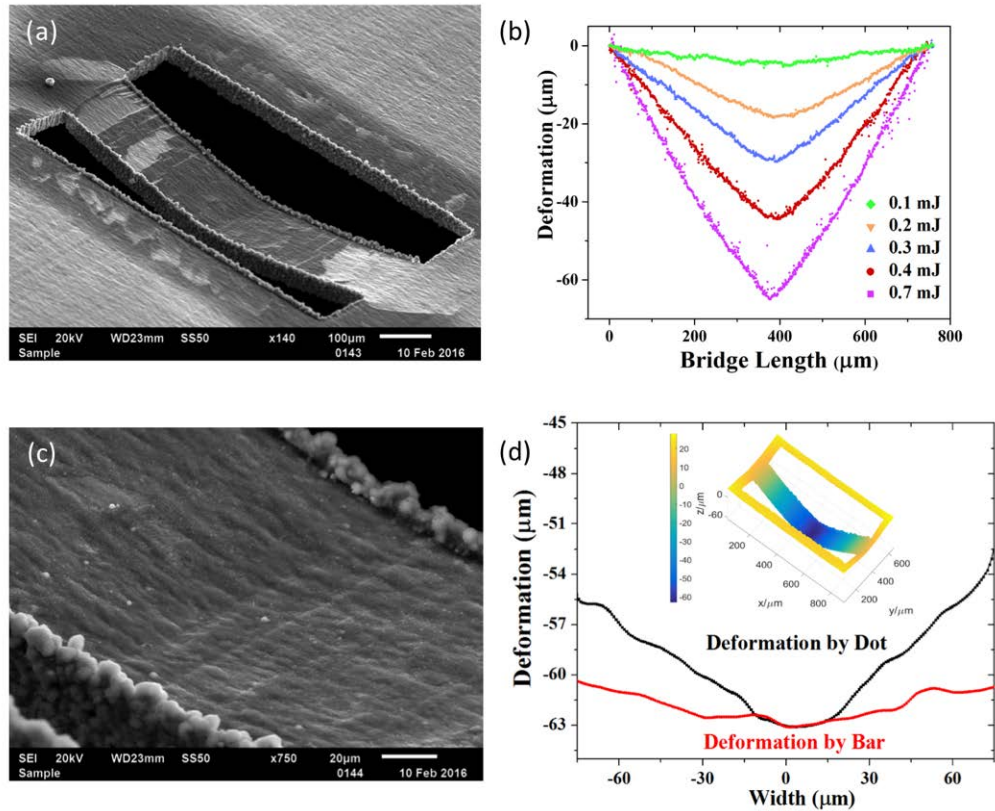 (a)
SEI 20kV WD23mm SS50 x140 100μm
Sample 0143 10 Feb 2016
(b)
Deformation (μm)
0
-20
-40
-60
0.1 mJ
0.2 mJ
0.3 mJ
0.4 mJ
0.7 mJ
0 200 400 600 800
Bridge Length (μm)
(c)
SEI 20kV WD23mm SS50 x750 20μm
Sample 0144 10 Feb 2016
(d)
Deformation (μm)
-45
-48
-51
-54
-57
-60
-63
20
10
0
-10
-20
-30
-40
-50
-60
z/μm
0
-60
200
400
600
800
x/μm
200
400
600
y/μm
Deformation by Dot
Deformation by Bar
-60 -30 0 30 60
Width (μm)